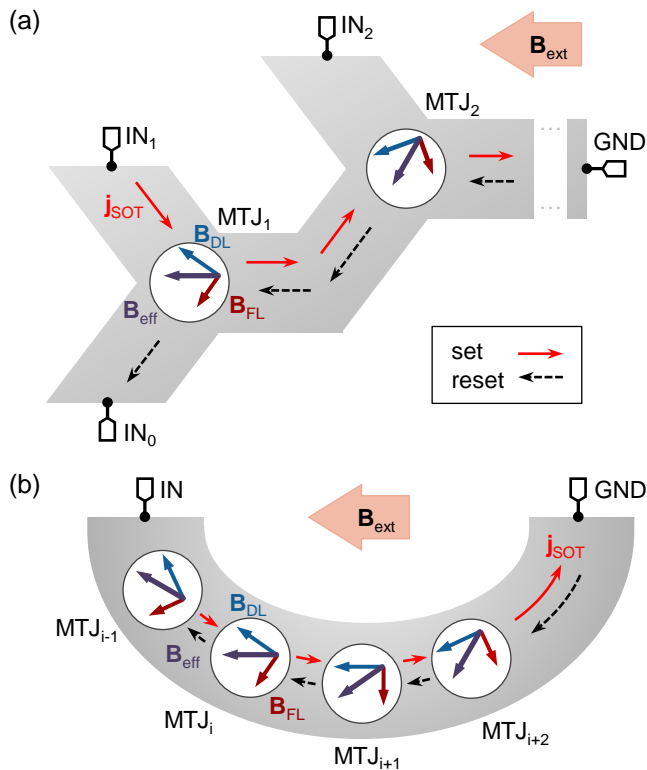 (a)
IN2
Bext
MTJ2
GND
IN1
jSOT
MTJ1
BDL
Beff
BFL
set
reset
IN0
(b)
IN
GND
Bext
jSOT
BDL
MTJi-1
Beff
BFL
MTJi
MTJi+1
MTJi+2